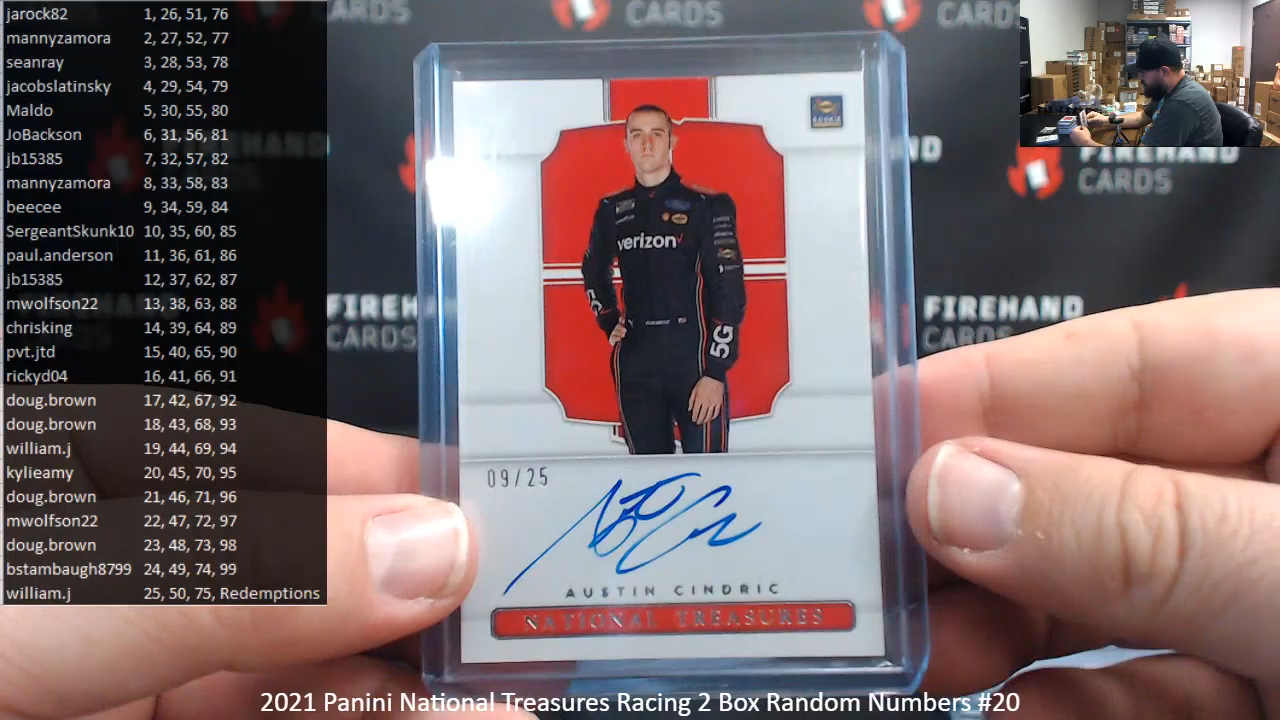 jarock82 1, 26, 51, 76
mannyzamora 2, 27, 52, 77
seanray 3, 28, 53, 78
jacobslatinsky 4, 29, 54, 79
Maldo 5, 30, 55, 80
JoBackson 6, 31, 56, 81
jb15385 7, 32, 57, 82
mannyzamora 8, 33, 58, 83
beecee 9, 34, 59, 84
SergeantSkunk10 10, 35, 60, 85
paul.anderson 11, 36, 61, 86
jb15385 12, 37, 62, 87
mwolfson22 13, 38, 63, 88
chrisking 14, 39, 64, 89
pvt.jtd 15, 40, 65, 90
rickyd04 16, 41, 66, 91
doug.brown 17, 42, 67, 92
doug.brown 18, 43, 68, 93
william.j 19, 44, 69, 94
kylieamy 20, 45, 70, 95
doug.brown 21, 46, 71, 96
mwolfson22 22, 47, 72, 97
doug.brown 23, 48, 73, 98
bstambaugh8799 24, 49, 74, 99
william.j 25, 50, 75, Redemptions
CARDS
CARDS
CARDS
FIREHAND
CARDS
FIREHAND
CARDS
FIREHAND
CARDS
ROOKIE
verizon
5G
5G
09/25
AUSTIN CINDRIC
NATIONAL TREASURES
2021 Panini National Treasures Racing 2 Box Random Numbers #20